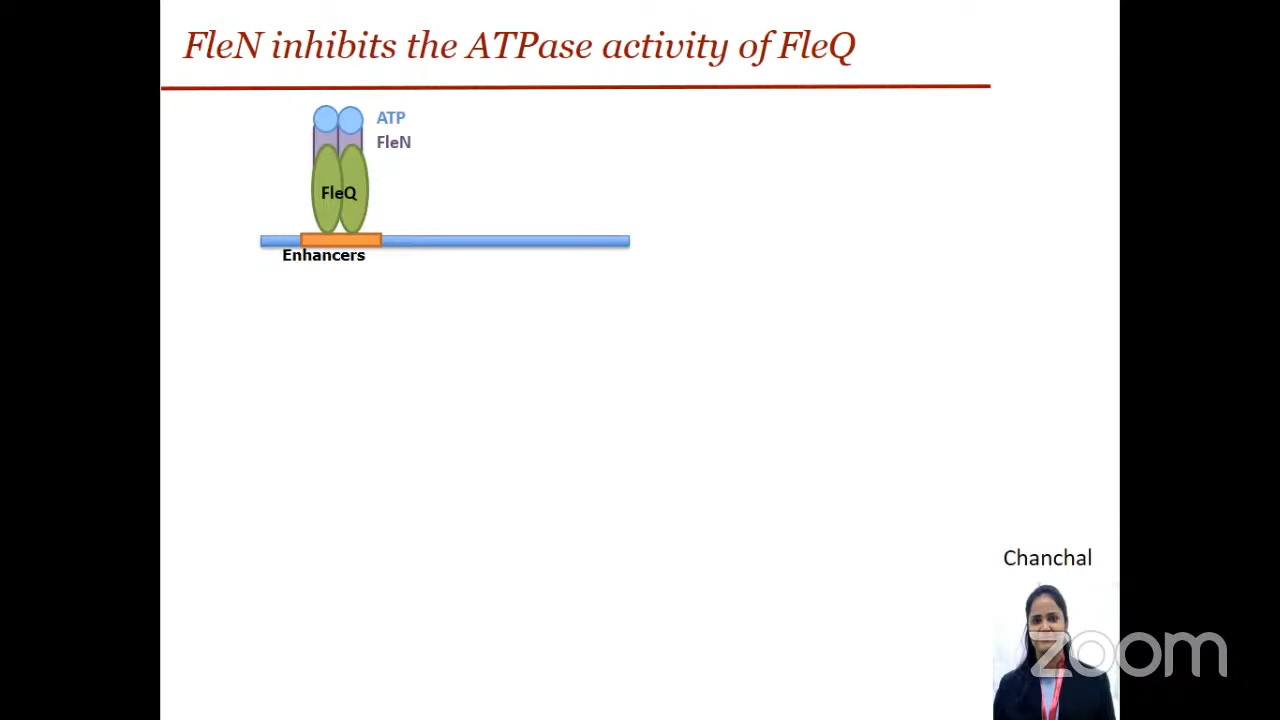 FleN inhibits the ATPase activity of FleQ
ATP
FleN
FleQ
Enhancers
Chanchal
zoom